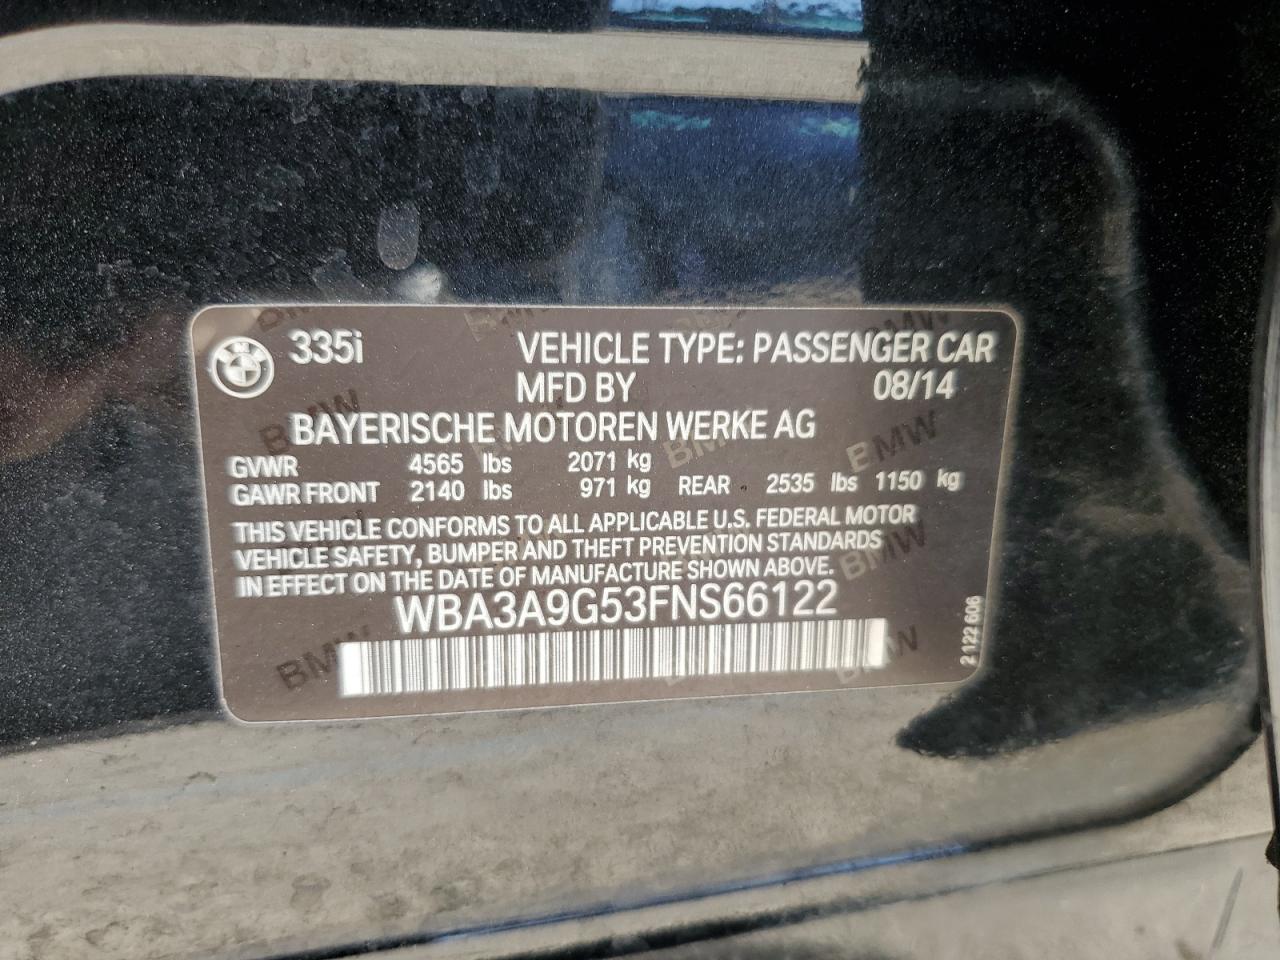 335i VEHICLE TYPE: PASSENGER CAR
MFD BY 08/14
BAYERISCHE MOTOREN WERKE AG
GVWR 4565 lbs 2071 kg
GAWR FRONT 2140 lbs 971 kg REAR 2535 lbs 1150 kg
THIS VEHICLE CONFORMS TO ALL APPLICABLE U.S. FEDERAL MOTOR
VEHICLE SAFETY, BUMPER AND THEFT PREVENTION STANDARDS
IN EFFECT ON THE DATE OF MANUFACTURE SHOWN ABOVE.
WBA3A9G53FNS66122
2 122 606